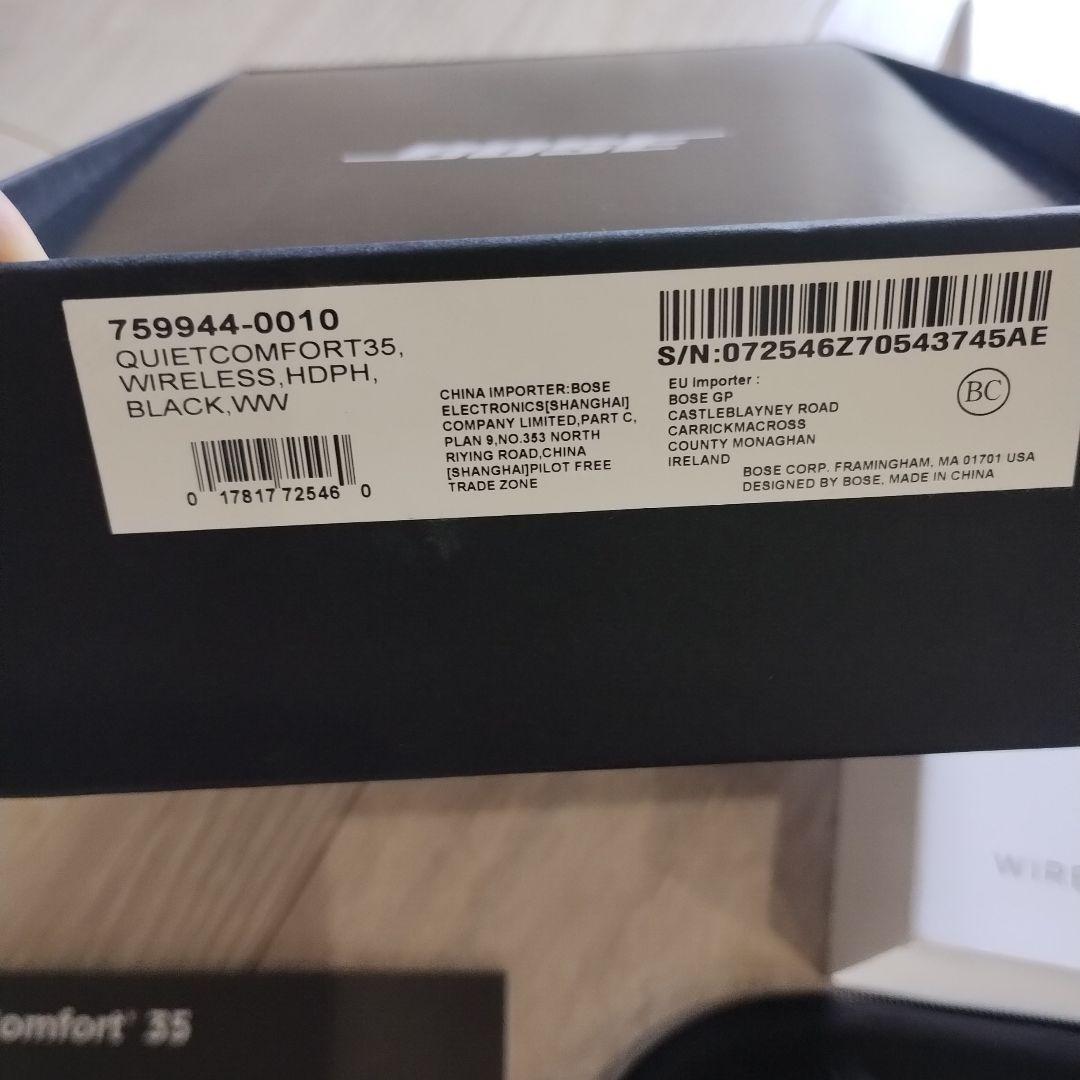 BOSE
759944-0010
QUIETCOMFORT35,
WIRELESS,HDPH,
BLACK,WW
0 17817 72546 0
CHINA IMPORTER:BOSE
ELECTRONICS[SHANGHAI]
COMPANY LIMITED,PART C,
PLAN 9,NO.353 NORTH
RIYING ROAD,CHINA
[SHANGHAI]PILOT FREE
TRADE ZONE
S/N:072546Z70543745AE
EU Importer :
BOSE GP
CASTLEBLAYNEY ROAD
CARRICKMACROSS
COUNTY MONAGHAN
IRELAND
BC
BOSE CORP. FRAMINGHAM, MA 01701 USA
DESIGNED BY BOSE, MADE IN CHINA
35